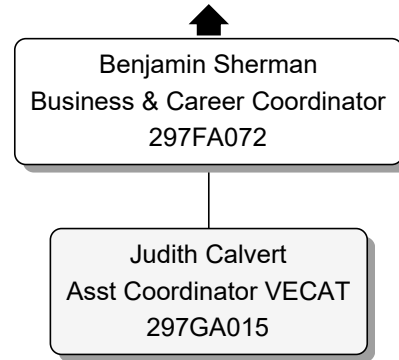 Benjamin Sherman
Business & Career Coordinator
297FA072
Judith Calvert
Asst Coordinator VECAT
297GA015